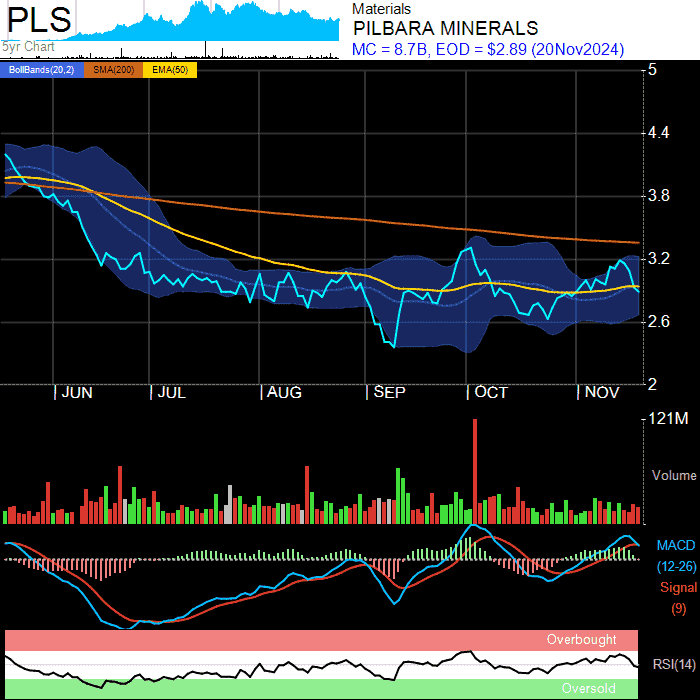 PLS
5yr Chart
Materials
PILBARA MINERALS
MC = 8.7B, EOD = $2.89 (20Nov2024)
BollBands(20,2) SMA(200) EMA(50)
5
4.4
3.8
3.2
2.6
2
JUN JUL AUG SEP OCT NOV
121M
Volume
MACD
(12-26)
Signal
(9)
Overbought
RSI(14)
Oversold